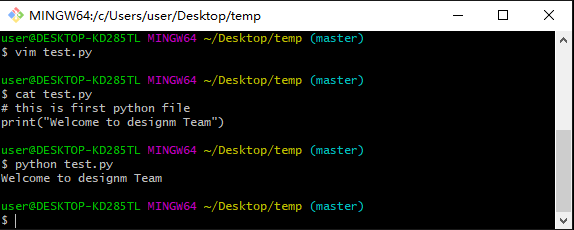 MINGW64:/c/Users/user/Desktop/temp
user@DESKTOP-KD285TL MINGW64 ~/Desktop/temp (master)
$ vim test.py
user@DESKTOP-KD285TL MINGW64 ~/Desktop/temp (master)
$ cat test.py
# this is first python file
print("Welcome to designm Team")
user@DESKTOP-KD285TL MINGW64 ~/Desktop/temp (master)
$ python test.py
Welcome to designm Team
user@DESKTOP-KD285TL MINGW64 ~/Desktop/temp (master)
$